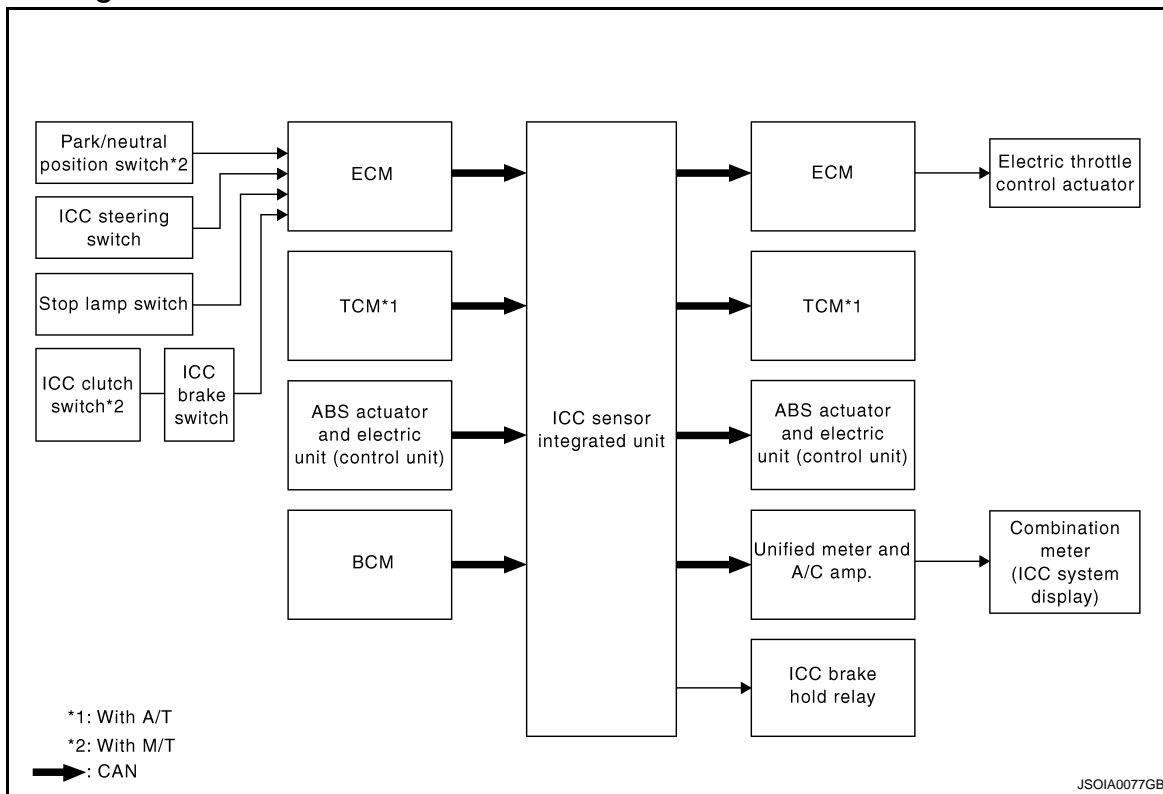 Park/neutral
position switch*2
ICC steering
switch
Stop lamp switch
ICC clutch
switch*2
ICC
brake
switch
ECM
TCM*1
ABS actuator
and electric
unit (control unit)
BCM
ICC sensor
integrated unit
ECM
TCM*1
ABS actuator
and electric
unit (control unit)
Unified meter and
A/C amp.
ICC brake
hold relay
Electric throttle
control actuator
Combination
meter
(ICC system
display)
*1: With A/T
*2: With M/T
: CAN
JSOIA0077GB